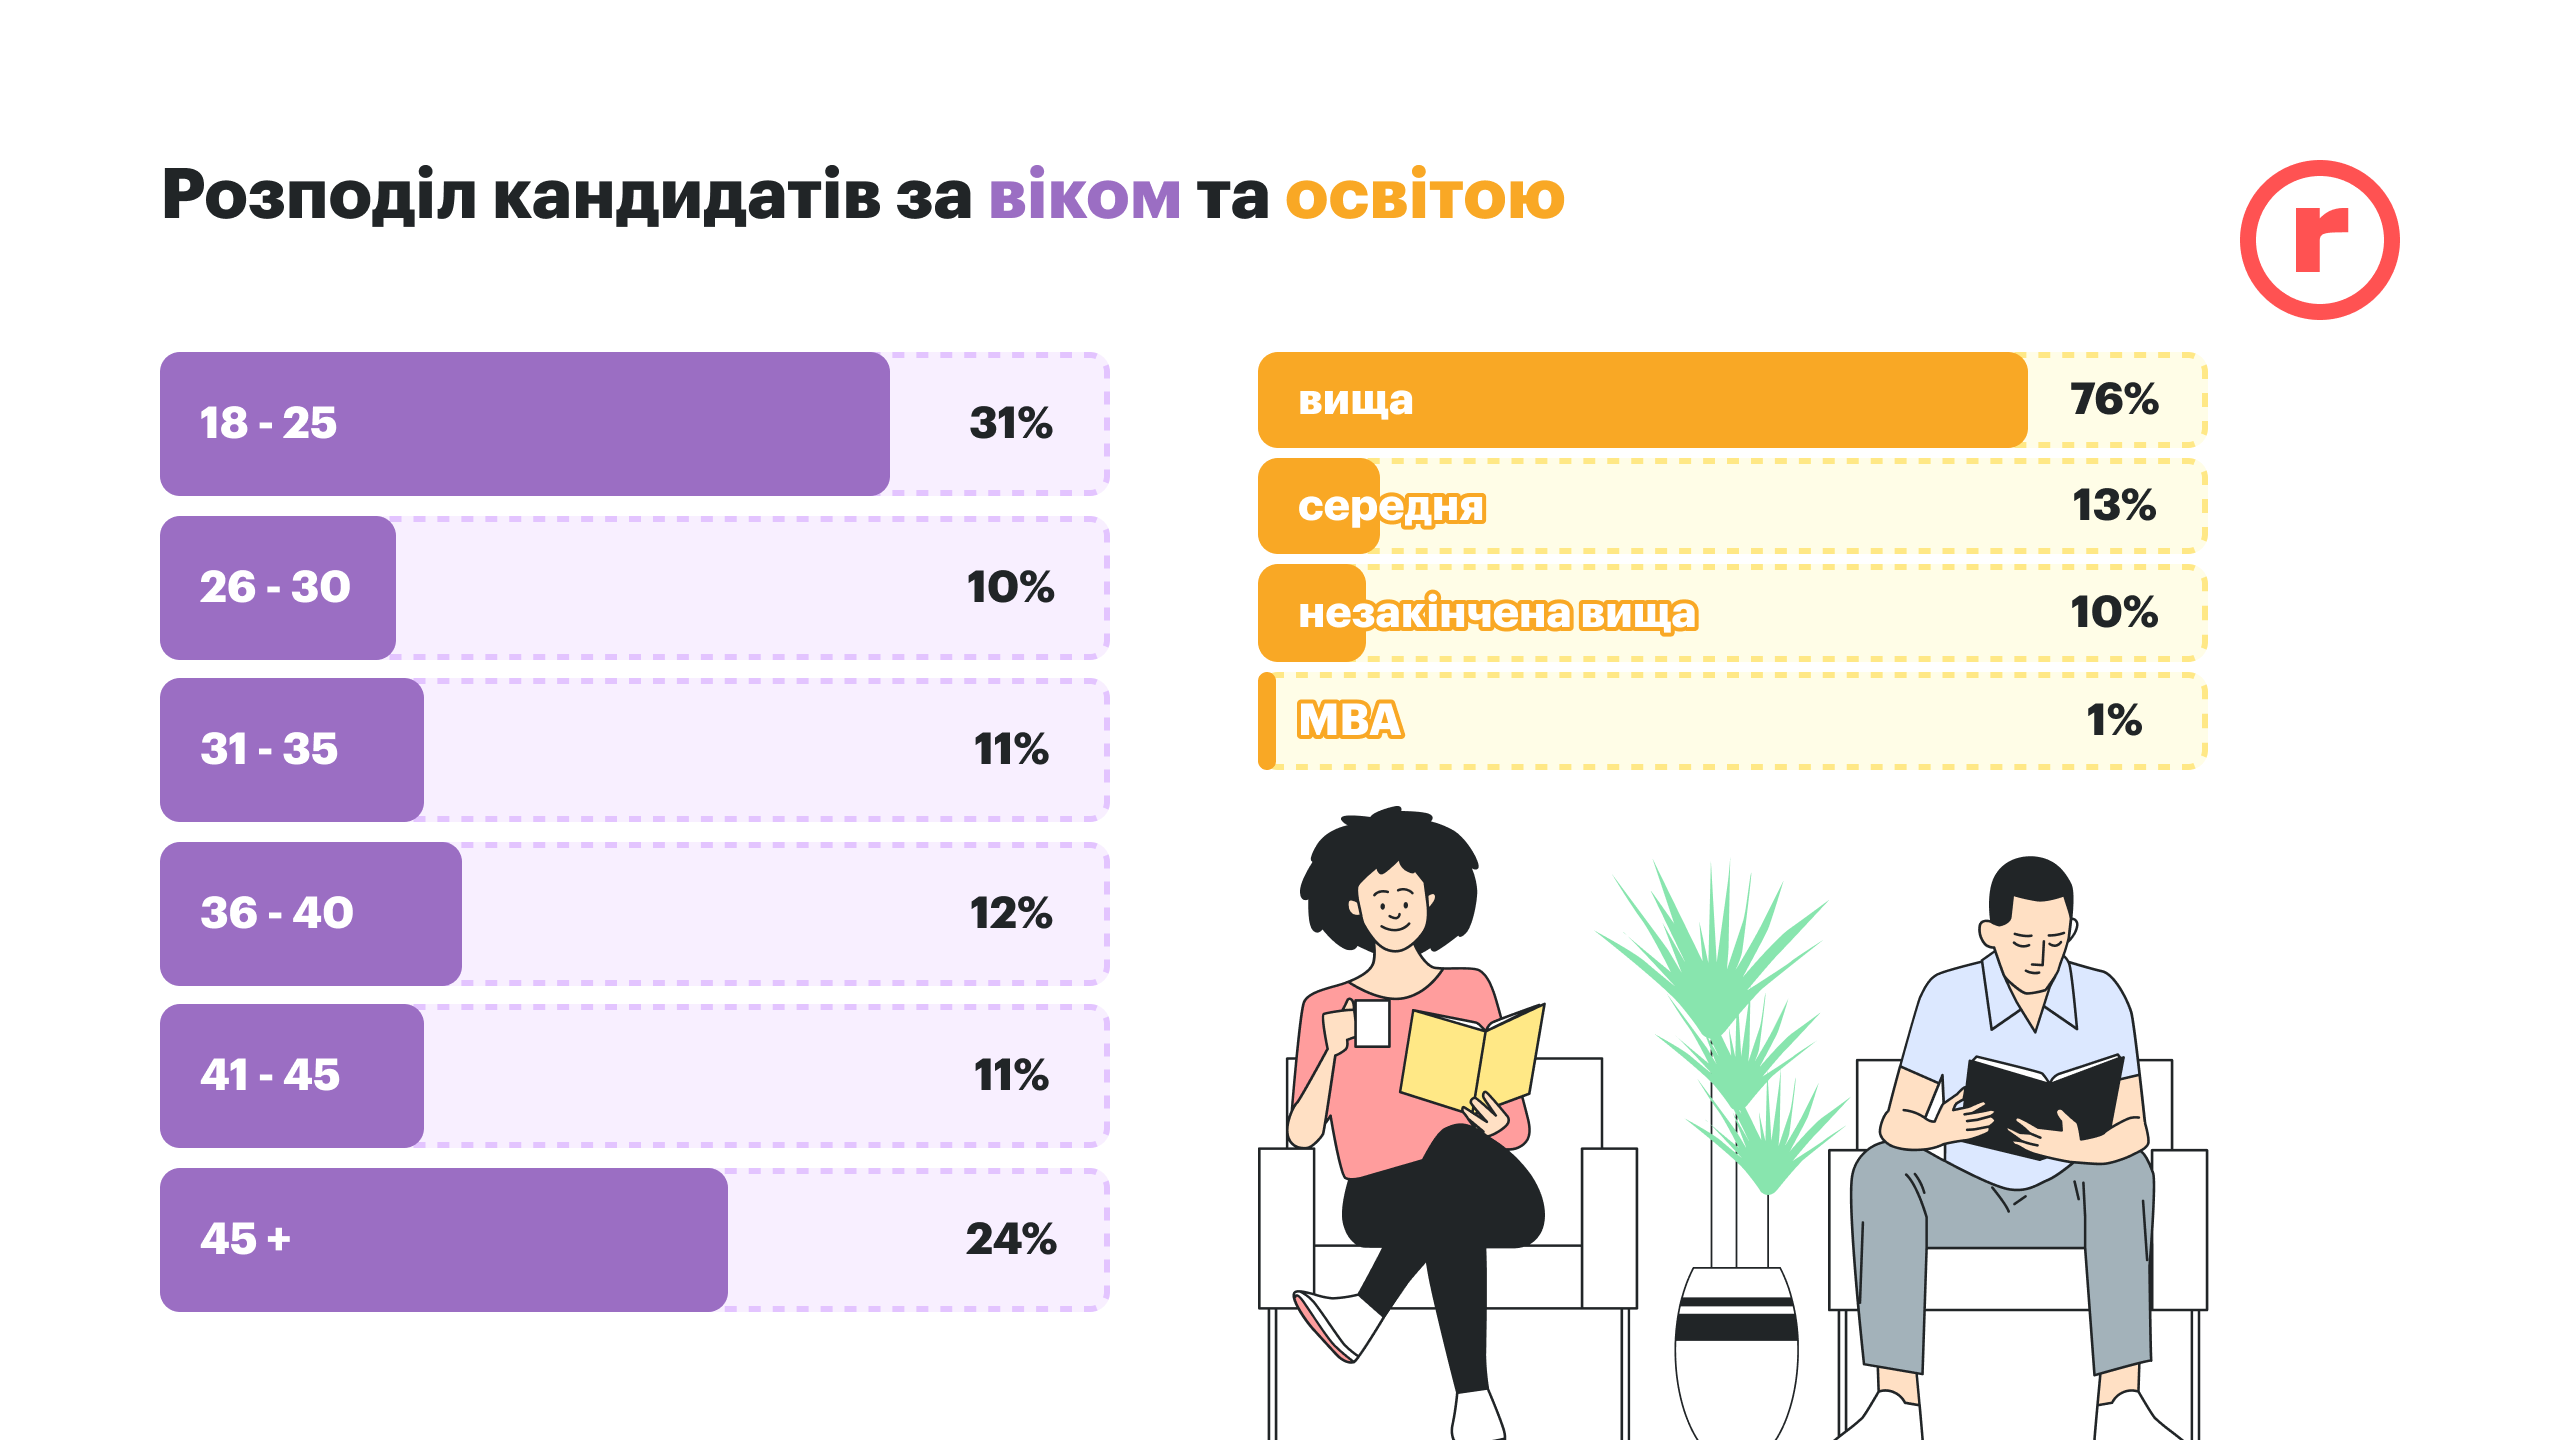 Розподіл кандидатів за віком та освітою
r
18 - 25 31%
26 - 30 10%
31 - 35 11%
36 - 40 12%
41 - 45 11%
45 + 24%
вища 76%
середня 13%
незакінчена вища 10%
MBA 1%